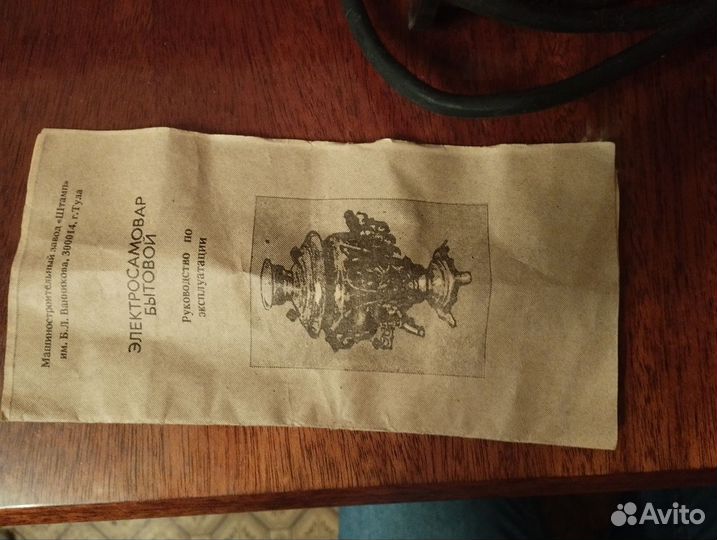 Машиностроительный завод «Штамп»
им. Б.Л. Ванникова, 300014, г.Тула
ЭЛЕКТРОСАМОВАР
БЫТОВОЙ
Руководство по
эксплуатации
Avito